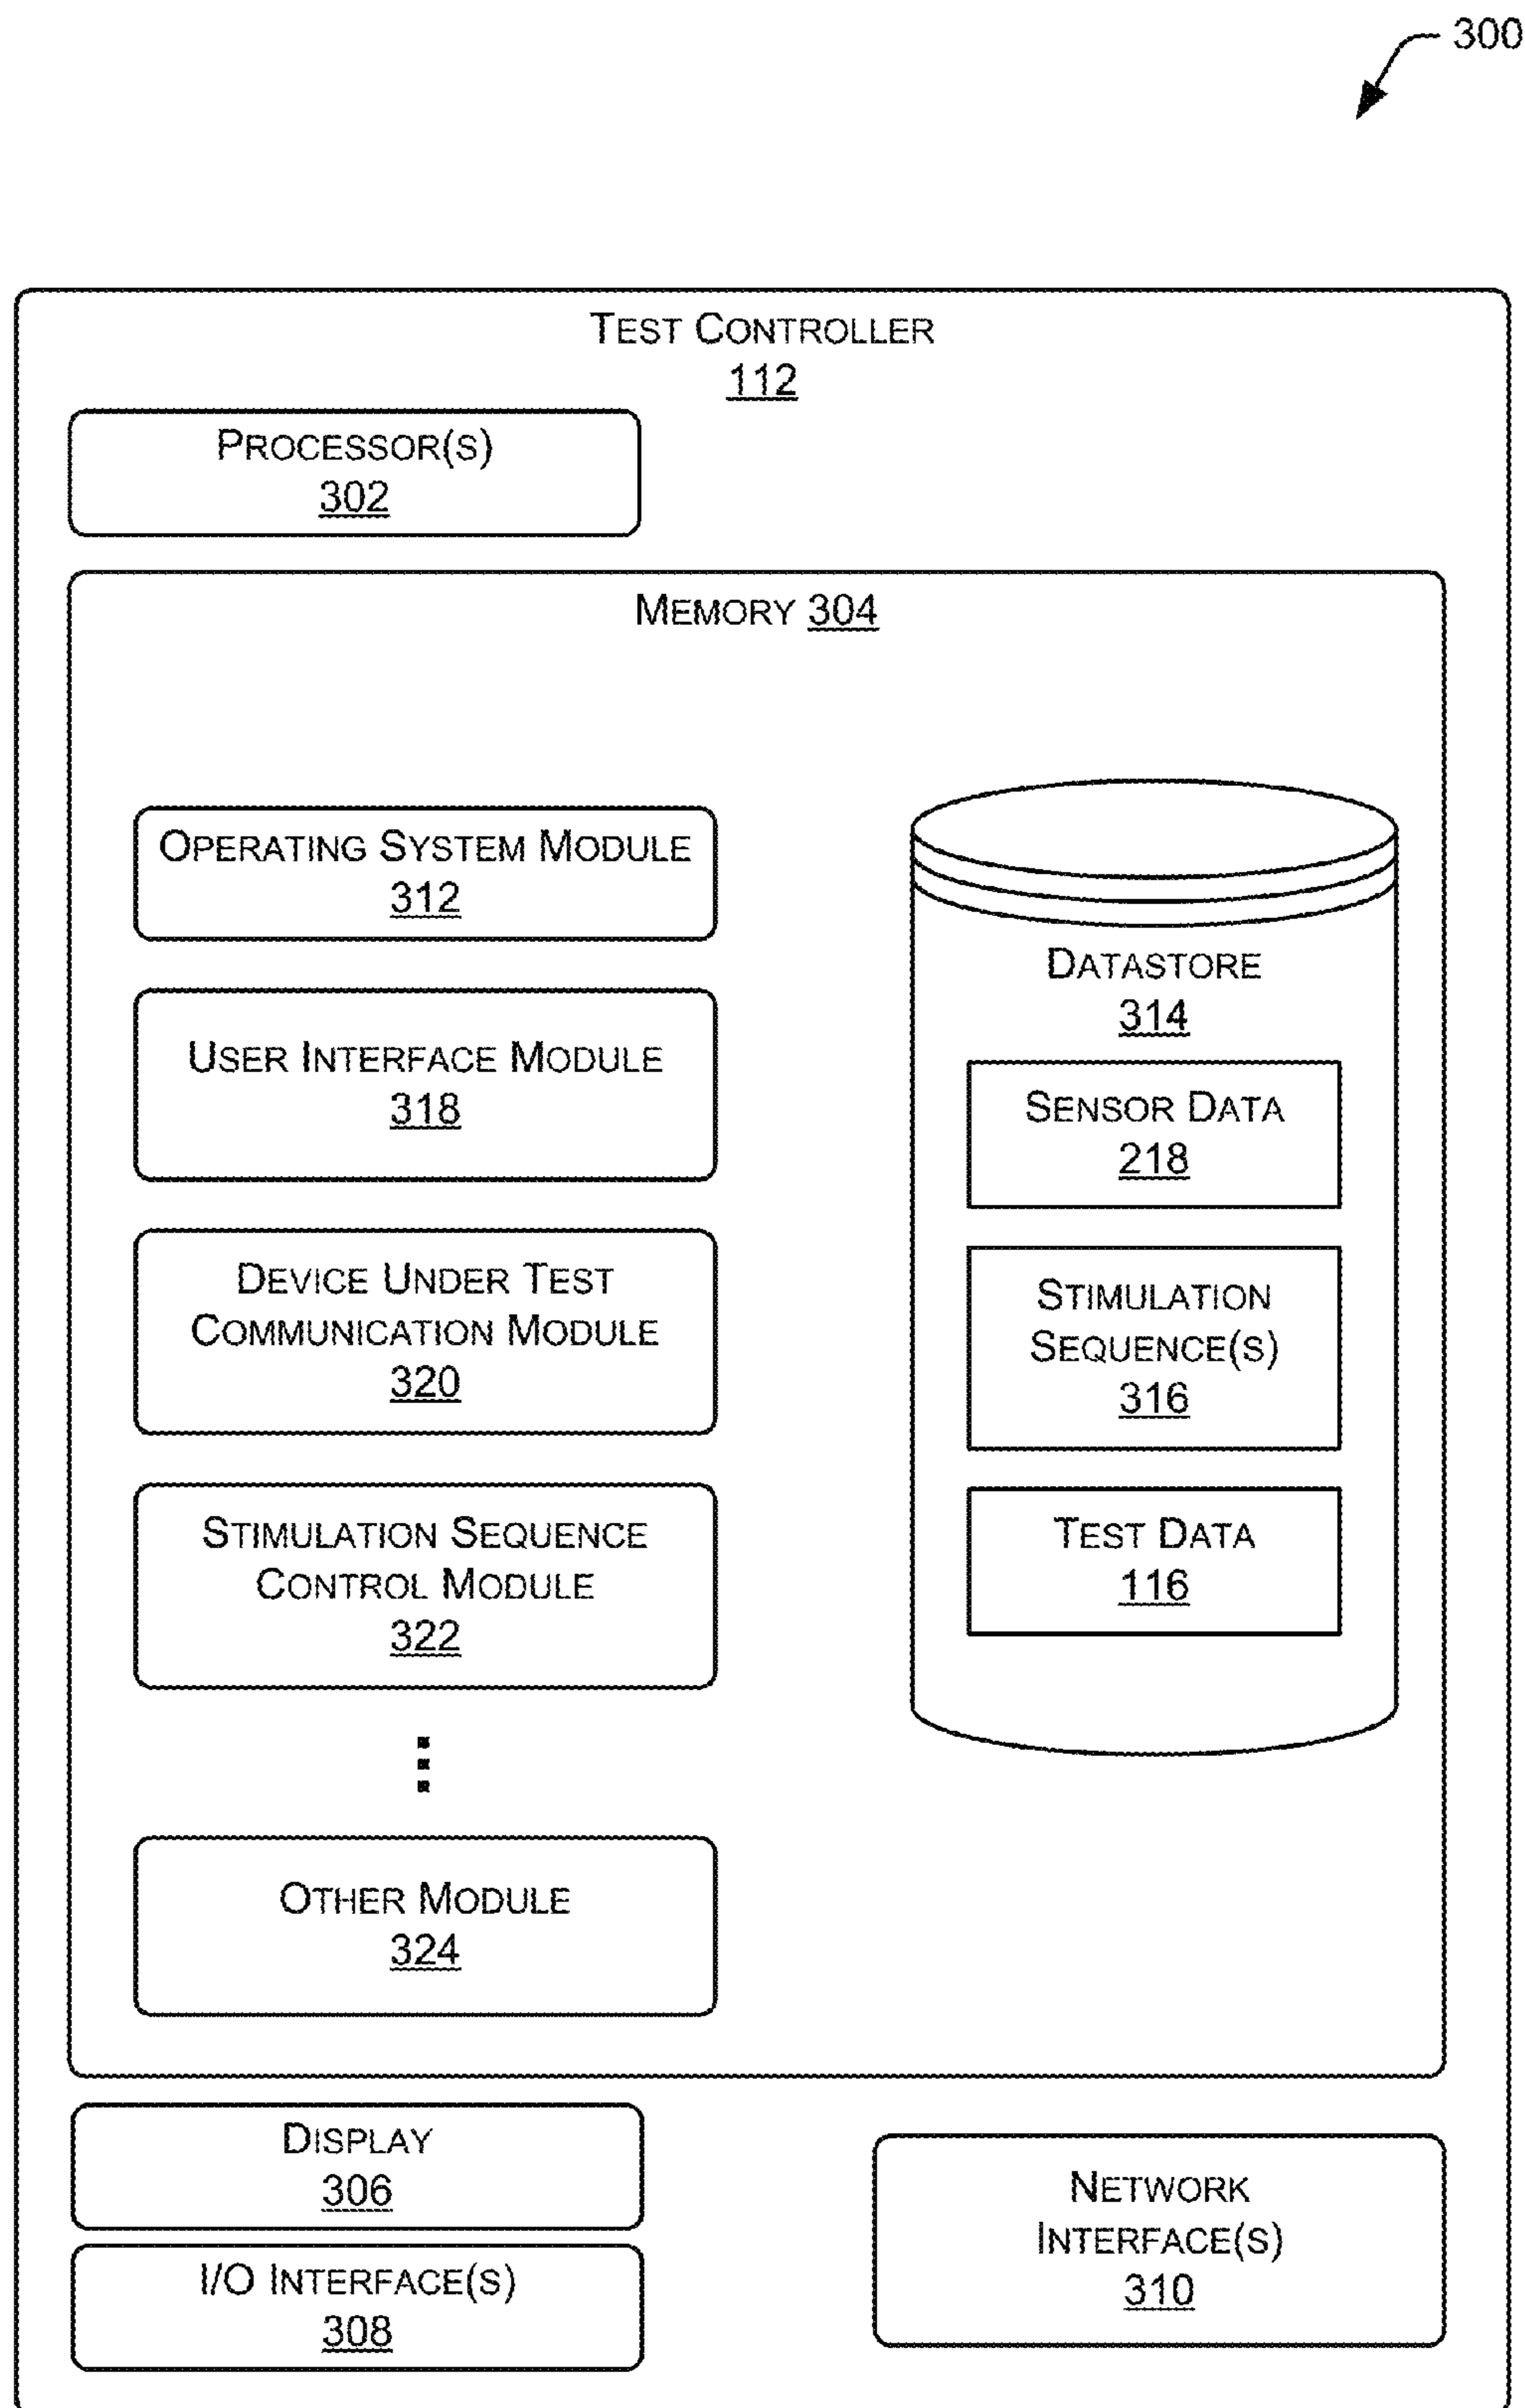 300
TEST CONTROLLER
112
PROCESSOR(S)
302
MEMORY 304
OPERATING SYSTEM MODULE
312
USER INTERFACE MODULE
318
DEVICE UNDER TEST
COMMUNICATION MODULE
320
STIMULATION SEQUENCE
CONTROL MODULE
322
OTHER MODULE
324
DATASTORE
314
SENSOR DATA
218
STIMULATION
SEQUENCE(S)
316
TEST DATA
116
DISPLAY
306
I/O INTERFACE(S)
308
NETWORK
INTERFACE(S)
310